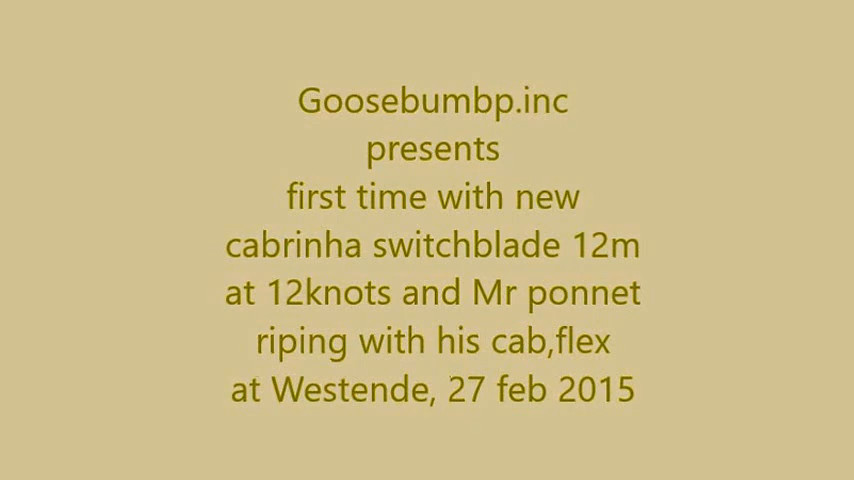 Goosebumbp.inc
presents
first time with new
cabrinha switchblade 12m
at 12knots and Mr ponnet
riping with his cab,flex
at Westende, 27 feb 2015